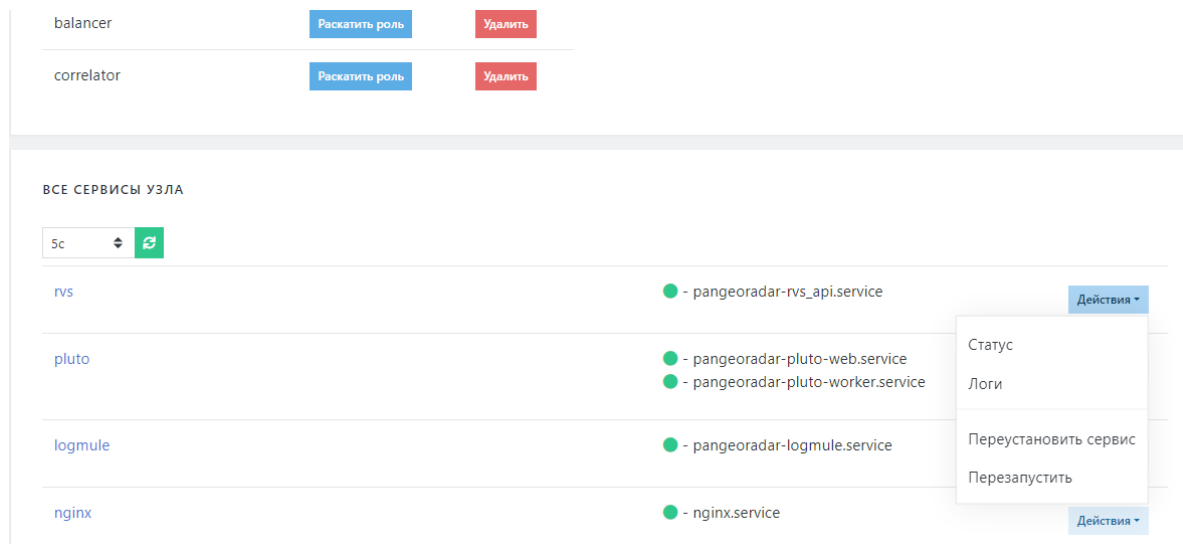 balancer Раскатить роль Удалить
correlator Раскатить роль Удалить
ВСЕ СЕРВИСЫ УЗЛА
5с
rvs - pangeoradar-rvs_api.service Действия
Статус
pluto - pangeoradar-pluto-web.service
- pangeoradar-pluto-worker.service
Логи
Переустановить сервис
logmule - pangeoradar-logmule.service
Перезапустить
nginx - nginx.service Действия